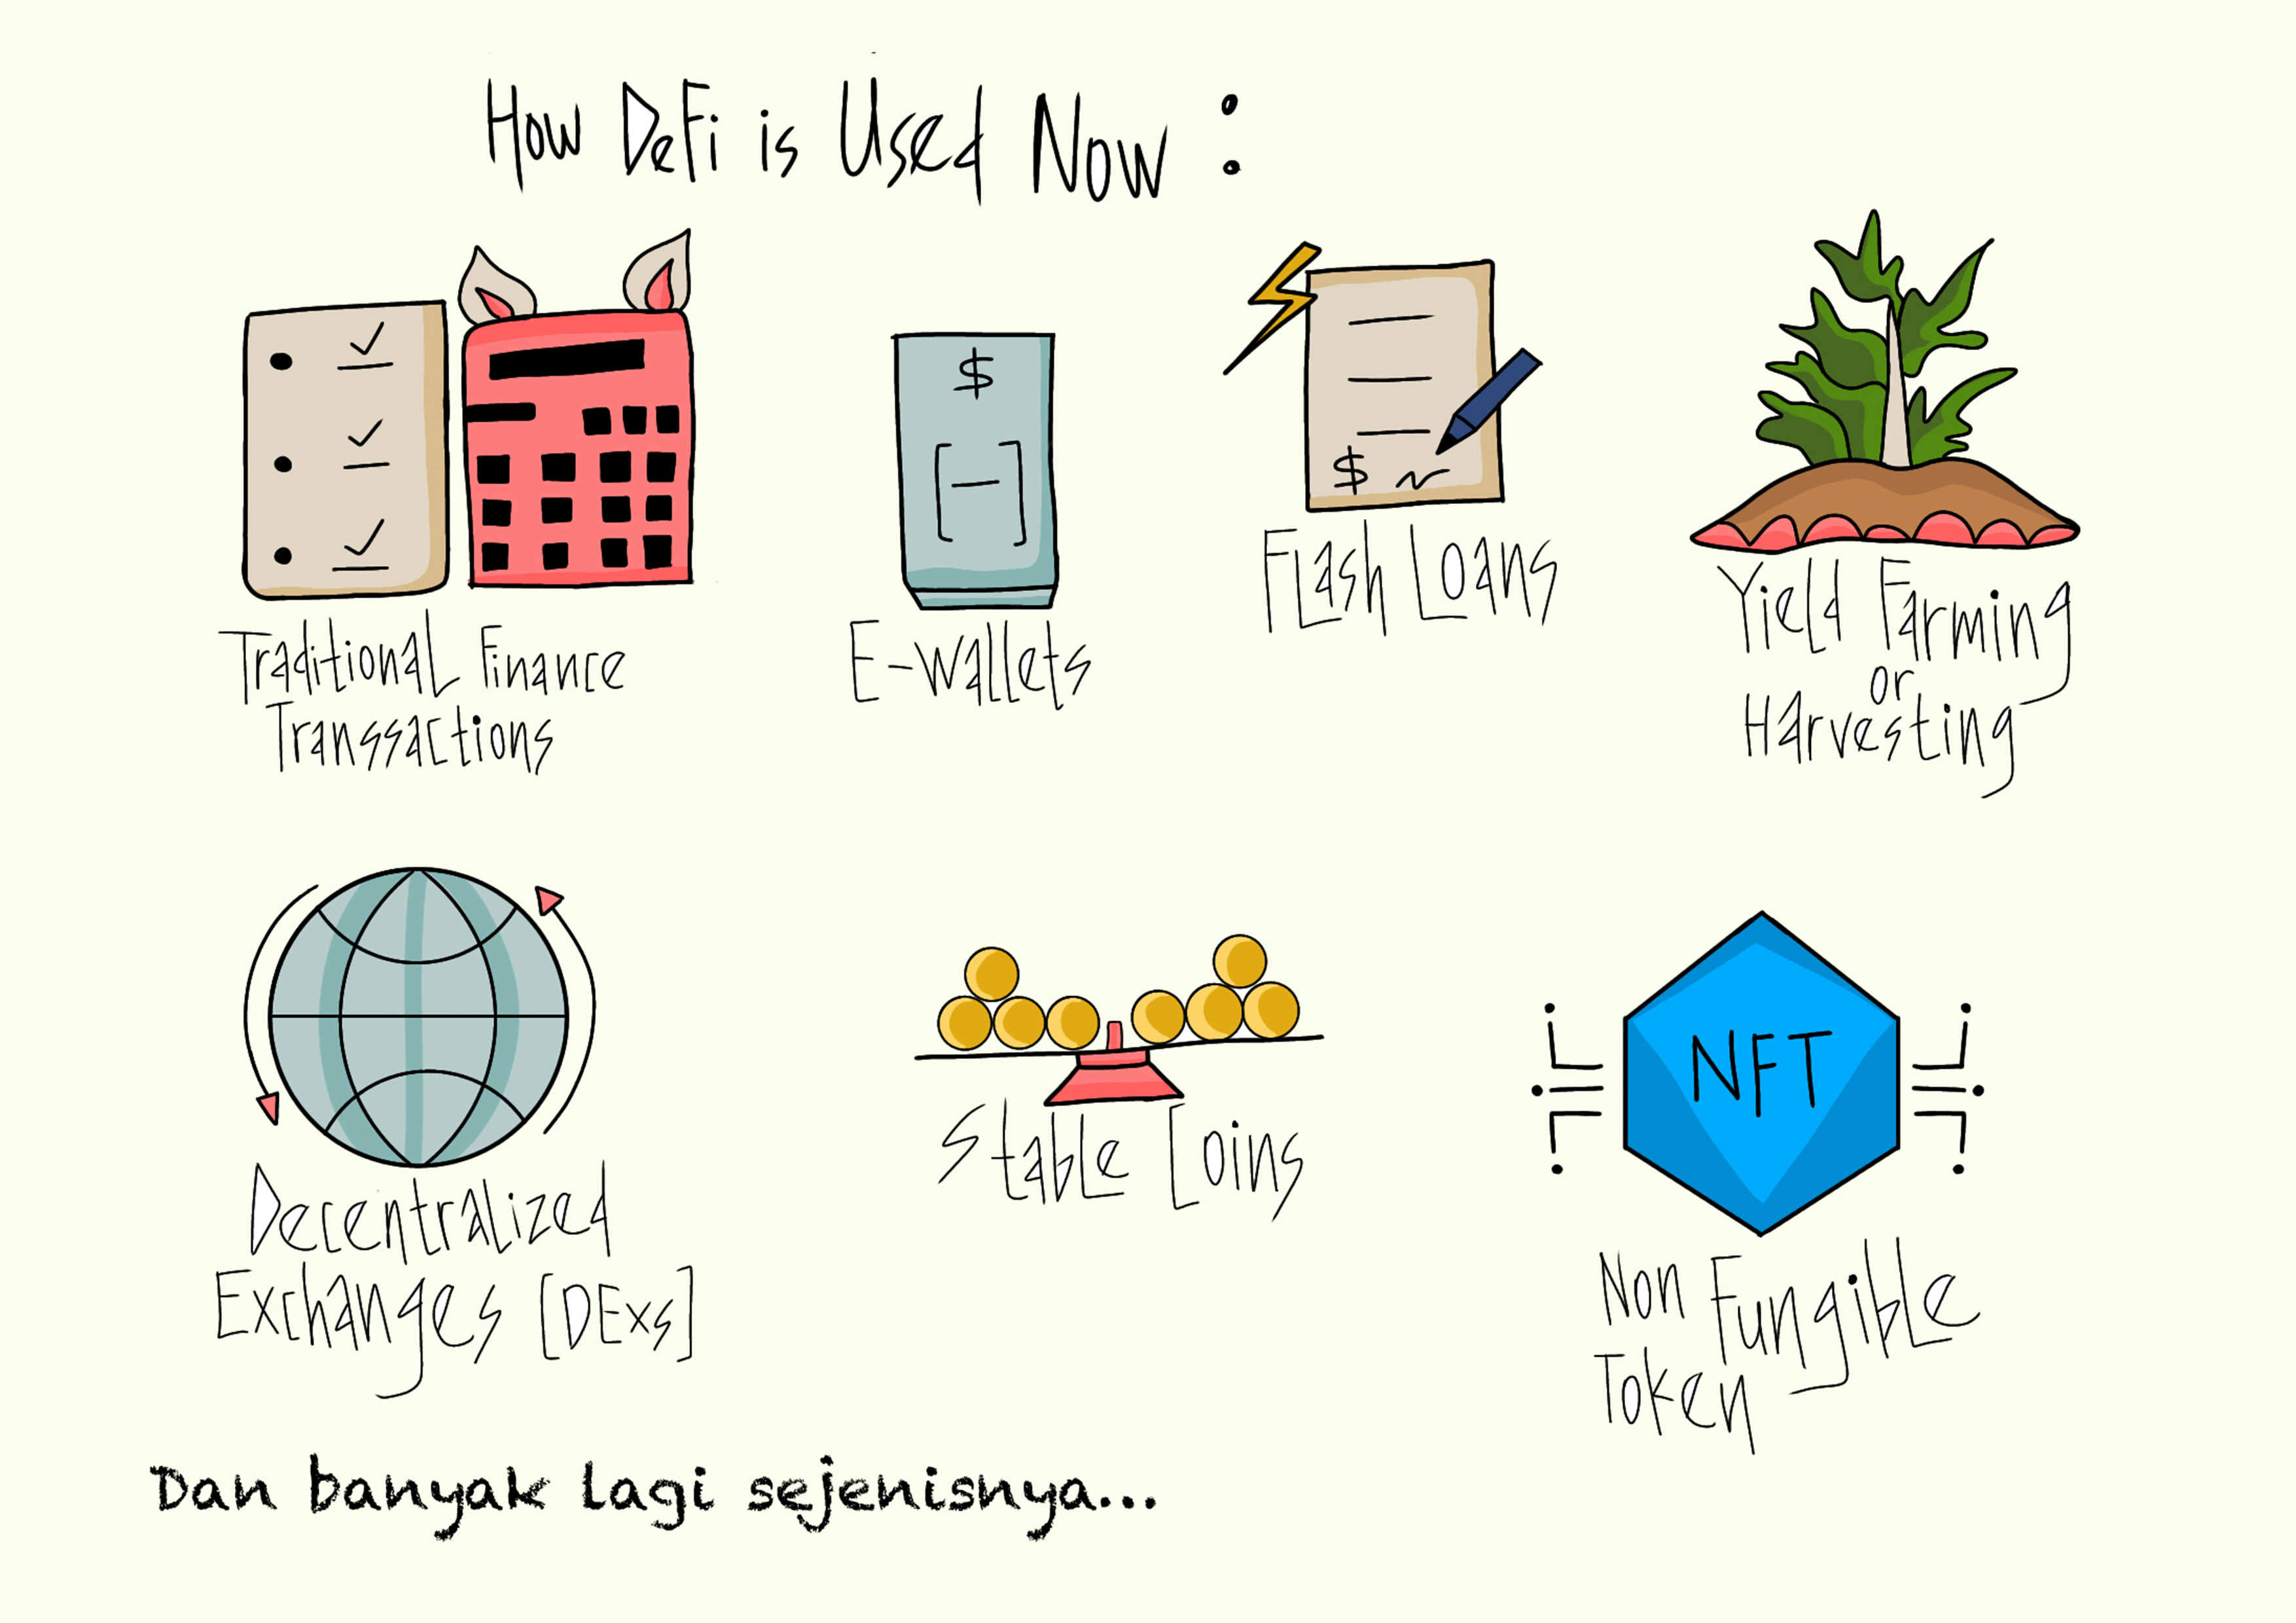 How DeFi is Used Now :
$
$
Traditional Finance
Transsactions
E-wallets
Flash Loans
Yield Farming
or
Harvesting
NFT
Decentralized
Exchanges [DExs]
Stable Coins
Non Fungible
Token
Dan banyak lagi sejenisnya...